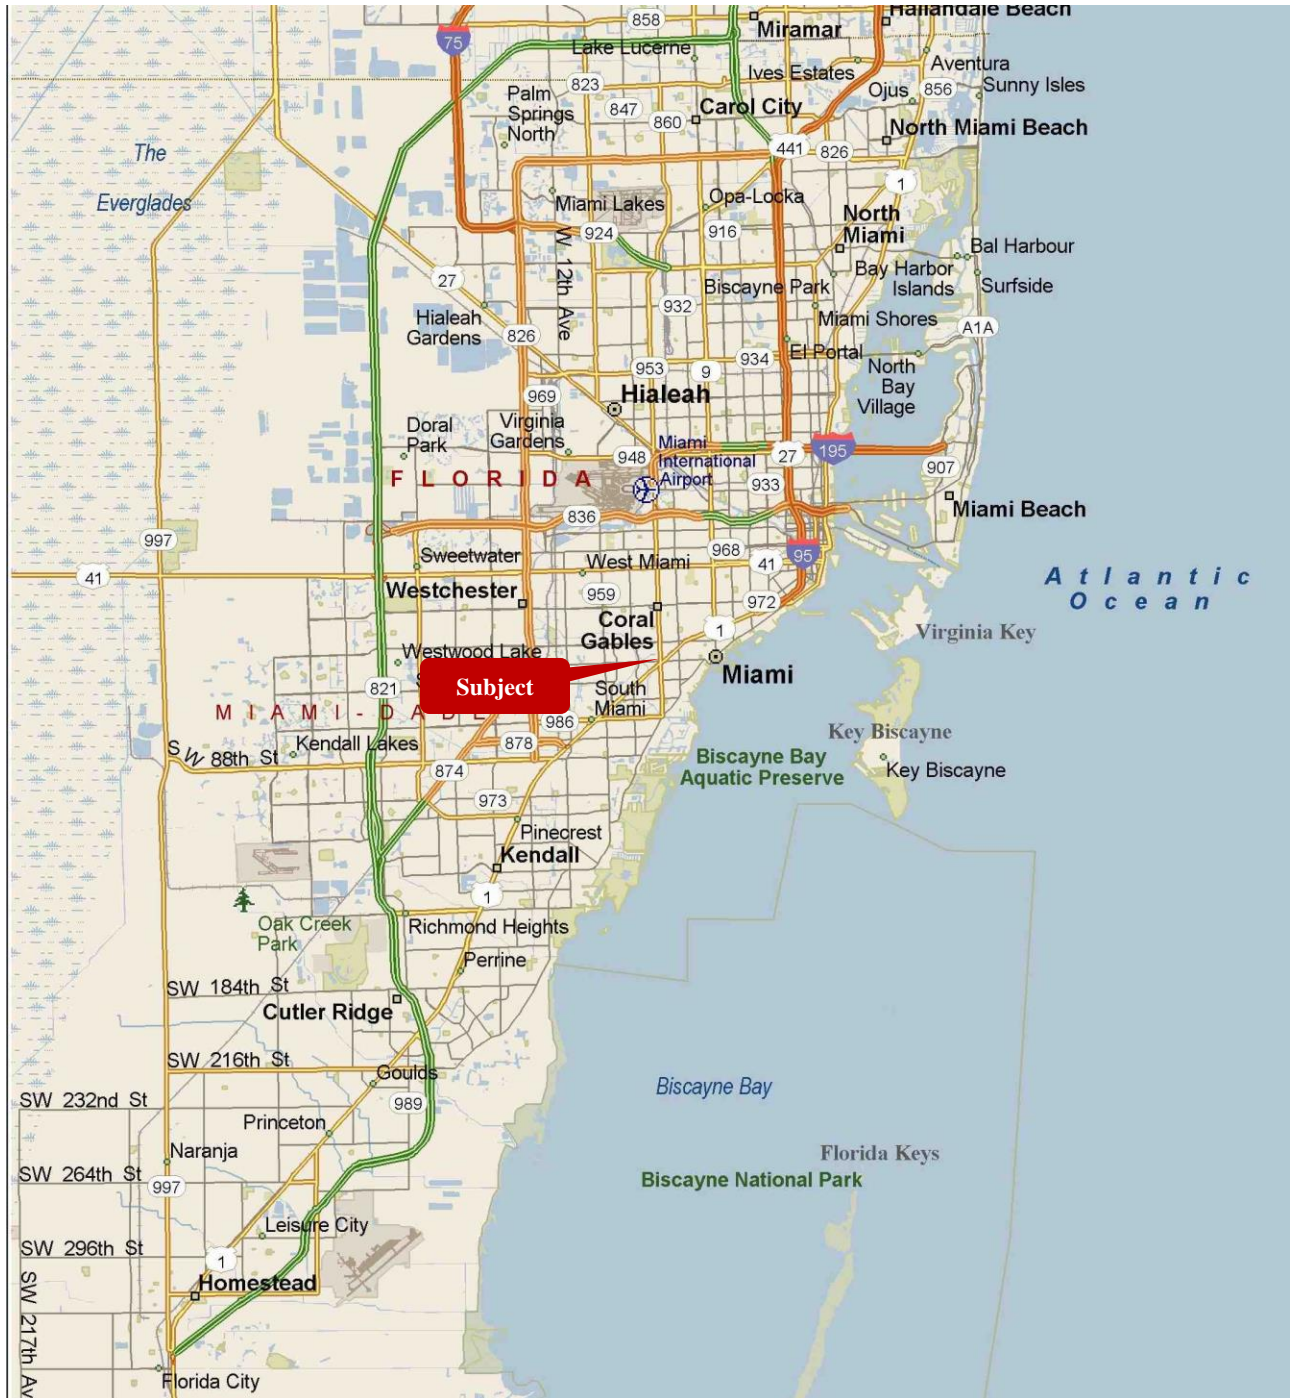 Hallandale Beach
858
Miramar
75
Lake Lucerne
Aventura
Ives Estates
823
Sunny Isles
Palm
Springs
North
847
Ojus
856
Carol City
860
North Miami Beach
The
Everglades
441
826
1
Miami Lakes
Opa-Locka
North
Miami
924
916
W 12th Ave
Bal Harbour
Bay Harbor
Islands
27
Biscayne Park
Surfside
932
Hialeah
Gardens
Miami Shores
A1A
826
El Portal
934
953
9
North
Bay
Village
Hialeah
969
Virginia
Gardens
Doral
Park
Miami
International
Airport
948
27
195
907
FLORIDA
933
Miami Beach
836
997
Sweetwater
West Miami
968
95
41
41
Atlantic
Ocean
Westchester
959
972
Coral
Gables
1
Virginia Key
Westwood Lake
Miami
Subject
821
South
Miami
MIAMI-DADE
986
Key Biscayne
SW 88th St
Kendall Lakes
878
Biscayne Bay
Aquatic Preserve
874
Key Biscayne
973
Pinecrest
Kendall
1
Oak Creek
Park
Richmond Heights
Perrine
SW 184th St
Cutler Ridge
SW 216th St
Goulds
Biscayne Bay
SW 232nd St
989
Princeton
Naranja
Florida Keys
SW 264th St
997
Biscayne National Park
Leisure City
SW 296th St
1
Homestead
SW 217th Av
Florida City